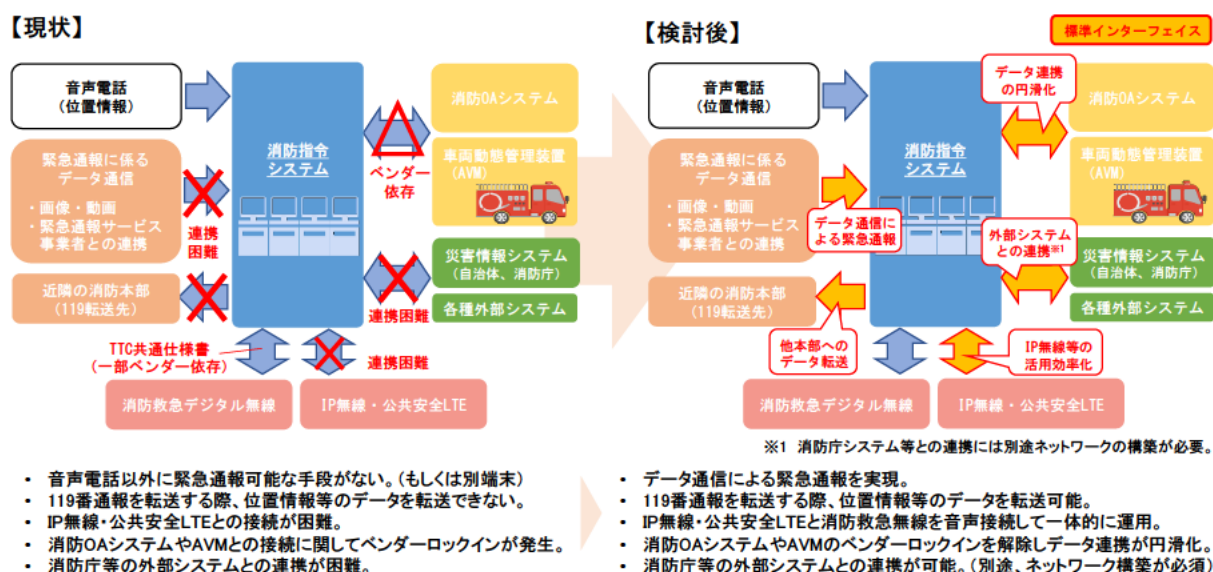 【現状】
音声電話
(位置情報)
緊急通報に係る
データ通信
・画像・動画
・緊急通報サービス
事業者との連携
連携
困難
近隣の消防本部
(119転送先)
消防指令
システム
ベンダー
依存
消防OAシステム
車両動態管理装置
(AVM)
災害情報システム
(自治体、消防庁)
各種外部システム
連携困難
TTC共通仕様書
(一部ベンダー依存)
連携困難
消防救急デジタル無線
IP無線・公共安全LTE
・ 音声電話以外に緊急通報可能な手段がない。(もしくは別端末)
・ 119番通報を転送する際、位置情報等のデータを転送できない。
・ IP無線・公共安全LTEとの接続が困難。
・ 消防OAシステムやAVMとの接続に関してベンダーロックインが発生。
・ 消防庁等の外部システムとの連携が困難。
【検討後】
標準インターフェイス
音声電話
(位置情報)
緊急通報に係る
データ通信
・画像・動画
・緊急通報サービス
事業者との連携
データ通信に
よる緊急通報
近隣の消防本部
(119転送先)
他本部への
データ転送
消防指令
システム
データ連携
の円滑化
消防OAシステム
車両動態管理装置
(AVM)
外部システム
との連携※1
災害情報システム
(自治体、消防庁)
各種外部システム
IP無線等の
活用効率化
消防救急デジタル無線
IP無線・公共安全LTE
※1 消防庁システム等との連携には別途ネットワークの構築が必要。
・ データ通信による緊急通報を実現。
・ 119番通報を転送する際、位置情報等のデータを転送可能。
・ IP無線・公共安全LTEと消防救急無線を音声接続して一体的に運用。
・ 消防OAシステムやAVMのベンダーロックインを解除しデータ連携が円滑化。
・ 消防庁等の外部システムとの連携が可能。(別途、ネットワーク構築が必須)